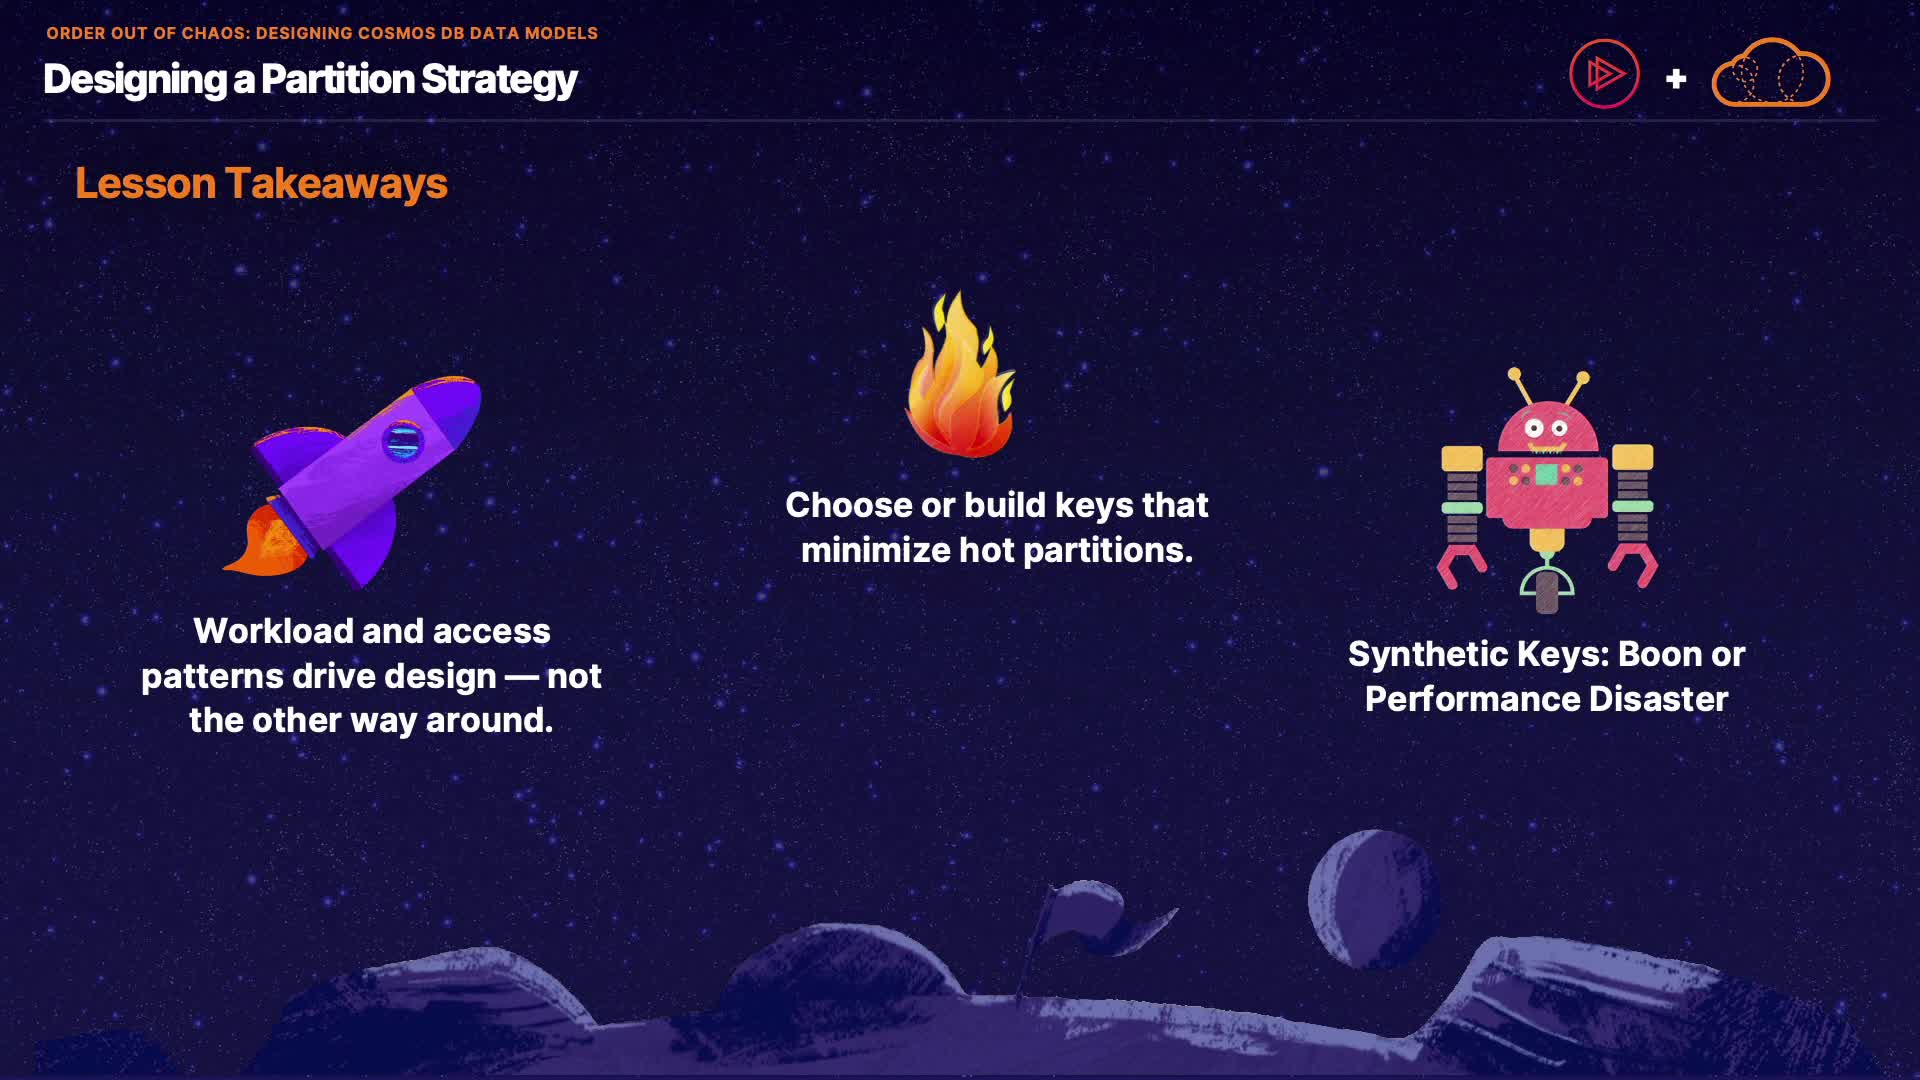 ORDER OUT OF CHAOS: DESIGNING COSMOS DB DATA MODELS
Designing a Partition Strategy
+
Lesson Takeaways
Workload and access
patterns drive design — not
the other way around.
Choose or build keys that
minimize hot partitions.
Synthetic Keys: Boon or
Performance Disaster